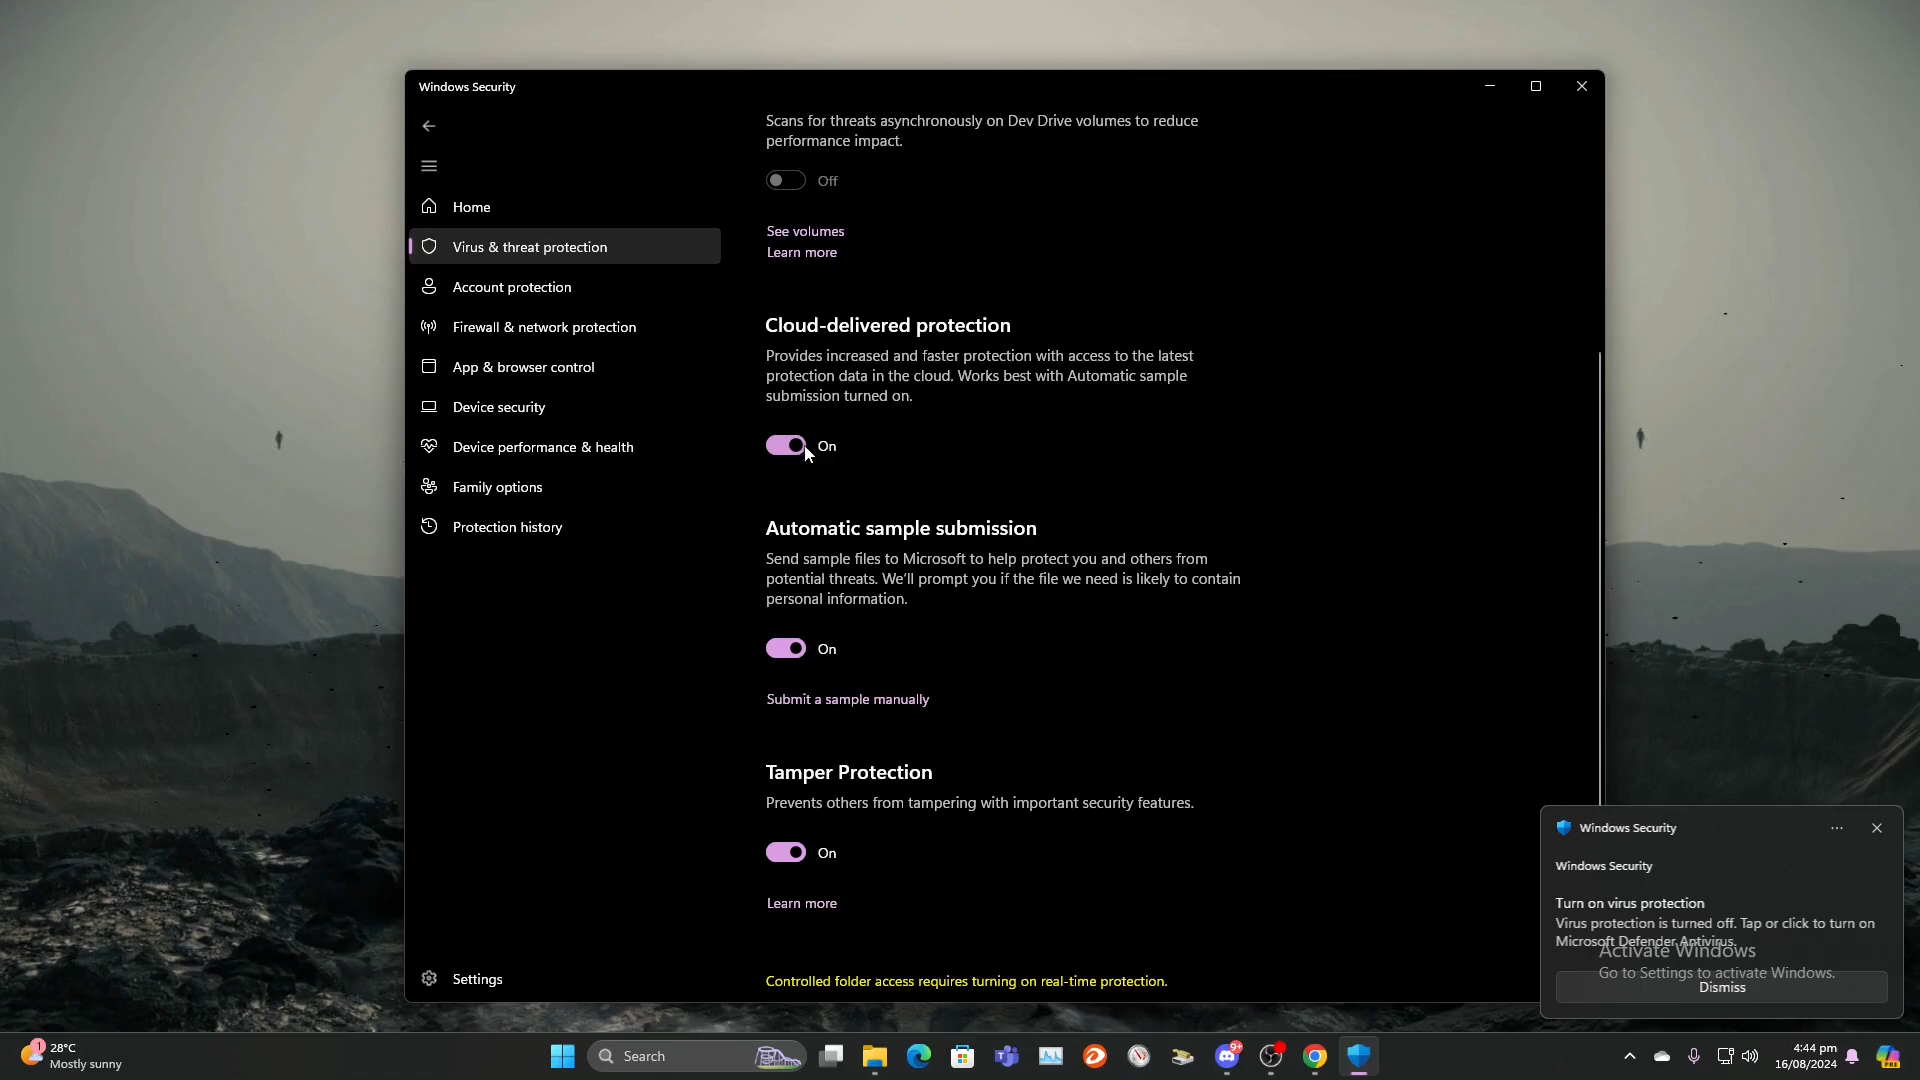 Windows Security
Scans for threats asynchronously on Dev Drive volumes to reduce
performance impact.
Off
See volumes
Learn more
Home
Virus & threat protection
Account protection
Firewall & network protection
App & browser control
Device security
Device performance & health
Family options
Protection history
Settings
Cloud-delivered protection
Provides increased and faster protection with access to the latest
protection data in the cloud. Works best with Automatic sample
submission turned on.
On
Automatic sample submission
Send sample files to Microsoft to help protect you and others from
potential threats. We'll prompt you if the file we need is likely to contain
personal information.
On
Submit a sample manually
Tamper Protection
Prevents others from tampering with important security features.
On
Learn more
Controlled folder access requires turning on real-time protection.
Windows Security
Windows Security
Turn on virus protection
Virus protection is turned off. Tap or click to turn on
Microsoft Defender Antivirus.
Activate Windows
Go to Settings to activate Windows.
Dismiss
1
28°C
Mostly sunny
Search
9+
4:44 pm
16/08/2024
PRE